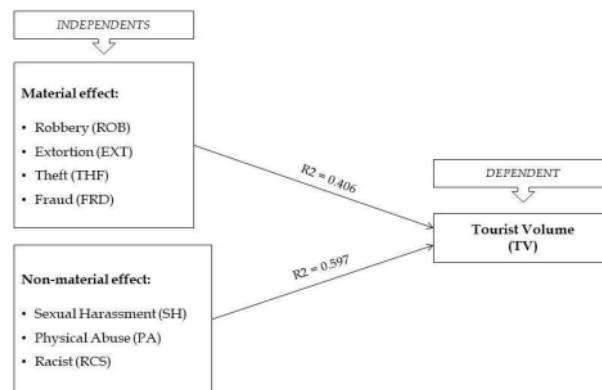 INDEPENDENTS
Material effect:
• Robbery (ROB)
• Extortion (EXT)
• Theft (THF)
• Fraud (FRD)
R2 = 0.406
DEPENDENT
Tourist Volume
(TV)
R2 = 0.597
Non-material effect:
• Sexual Harassment (SH)
• Physical Abuse (PA)
• Racist (RCS)